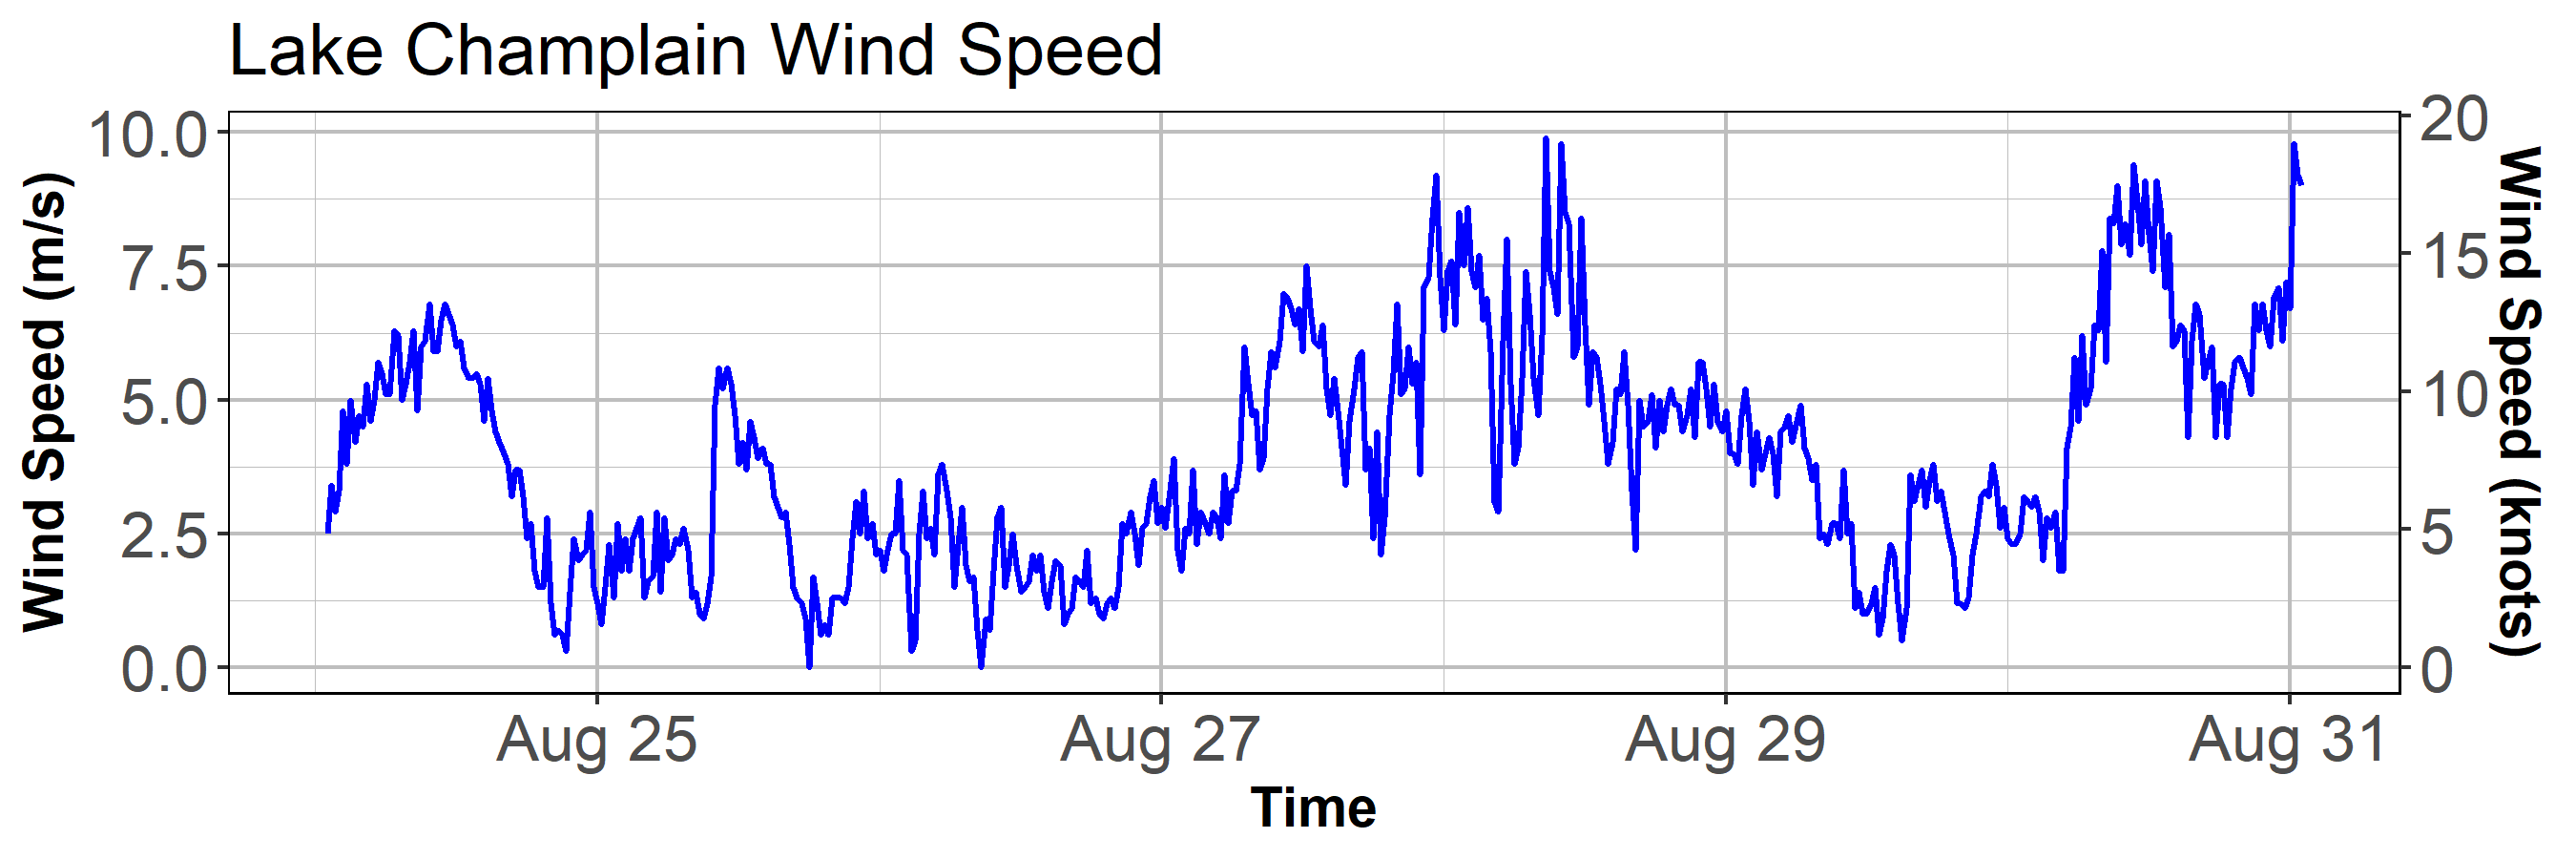 Lake Champlain Wind Speed
Wind Speed (m/s)
10.0
7.5
5.0
2.5
0.0
20
15
10
5
0
Wind Speed (knots)
Aug 25
Aug 27
Aug 29
Aug 31
Time